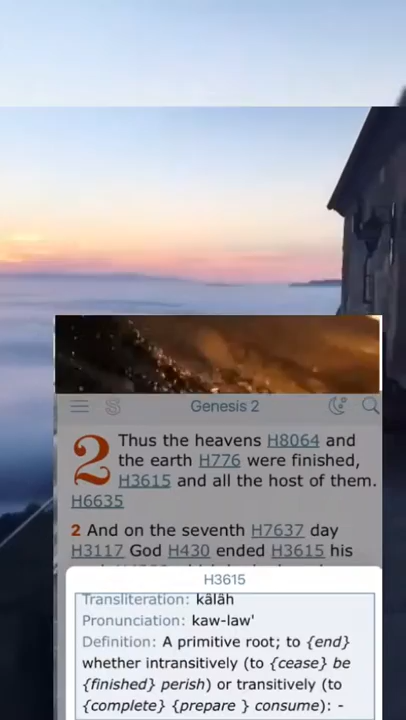 S
Genesis 2
2 Thus the heavens H8064 and
the earth H776 were finished,
H3615 and all the host of them.
H6635
2 And on the seventh H7637 day
H3117 God H430 ended H3615 his
H3615
Transliteration: kâlâh
Pronunciation: kaw-law'
Definition: A primitive root; to {end}
whether intransitively (to {cease} be
{finished} perish) or transitively (to
{complete} {prepare } consume): -